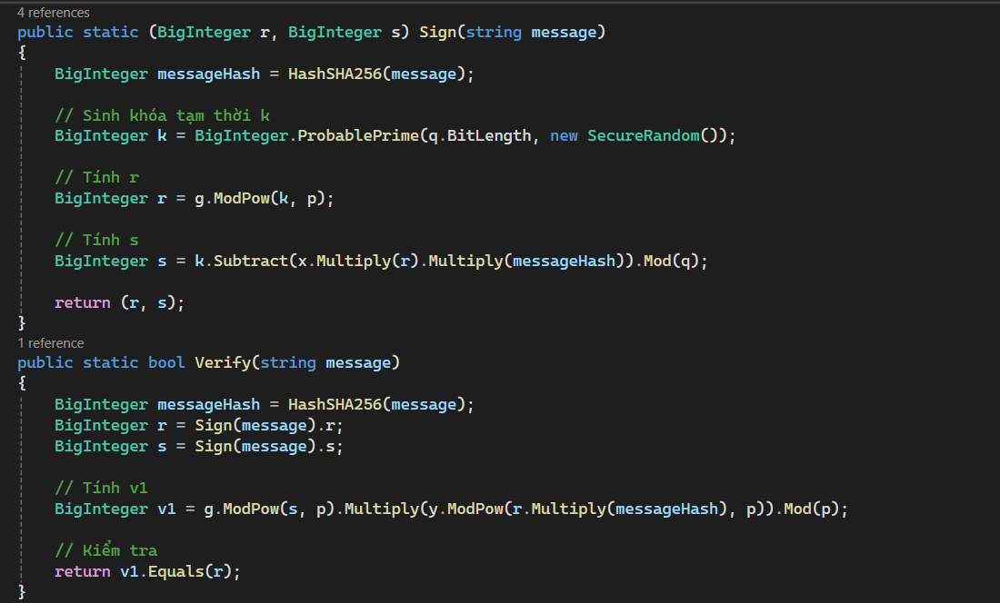 4 references
public static (BigInteger r, BigInteger s) Sign(string message)
{
BigInteger messageHash = HashSHA256(message);
// Sinh khóa tạm thời k
BigInteger k = BigInteger.ProbablePrime(q.BitLength, new SecureRandom());
// Tính r
BigInteger r = g.ModPow(k, p);
// Tính s
BigInteger s = k.Subtract(x.Multiply(r).Multiply(messageHash)).Mod(q);
return (r, s);
}
1 reference
public static bool Verify(string message)
{
BigInteger messageHash = HashSHA256(message);
BigInteger r = Sign(message).r;
BigInteger s = Sign(message).s;
// Tính v1
BigInteger v1 = g.ModPow(s, p).Multiply(y.ModPow(r.Multiply(messageHash), p)).Mod(p);
// Kiểm tra
return v1.Equals(r);
}